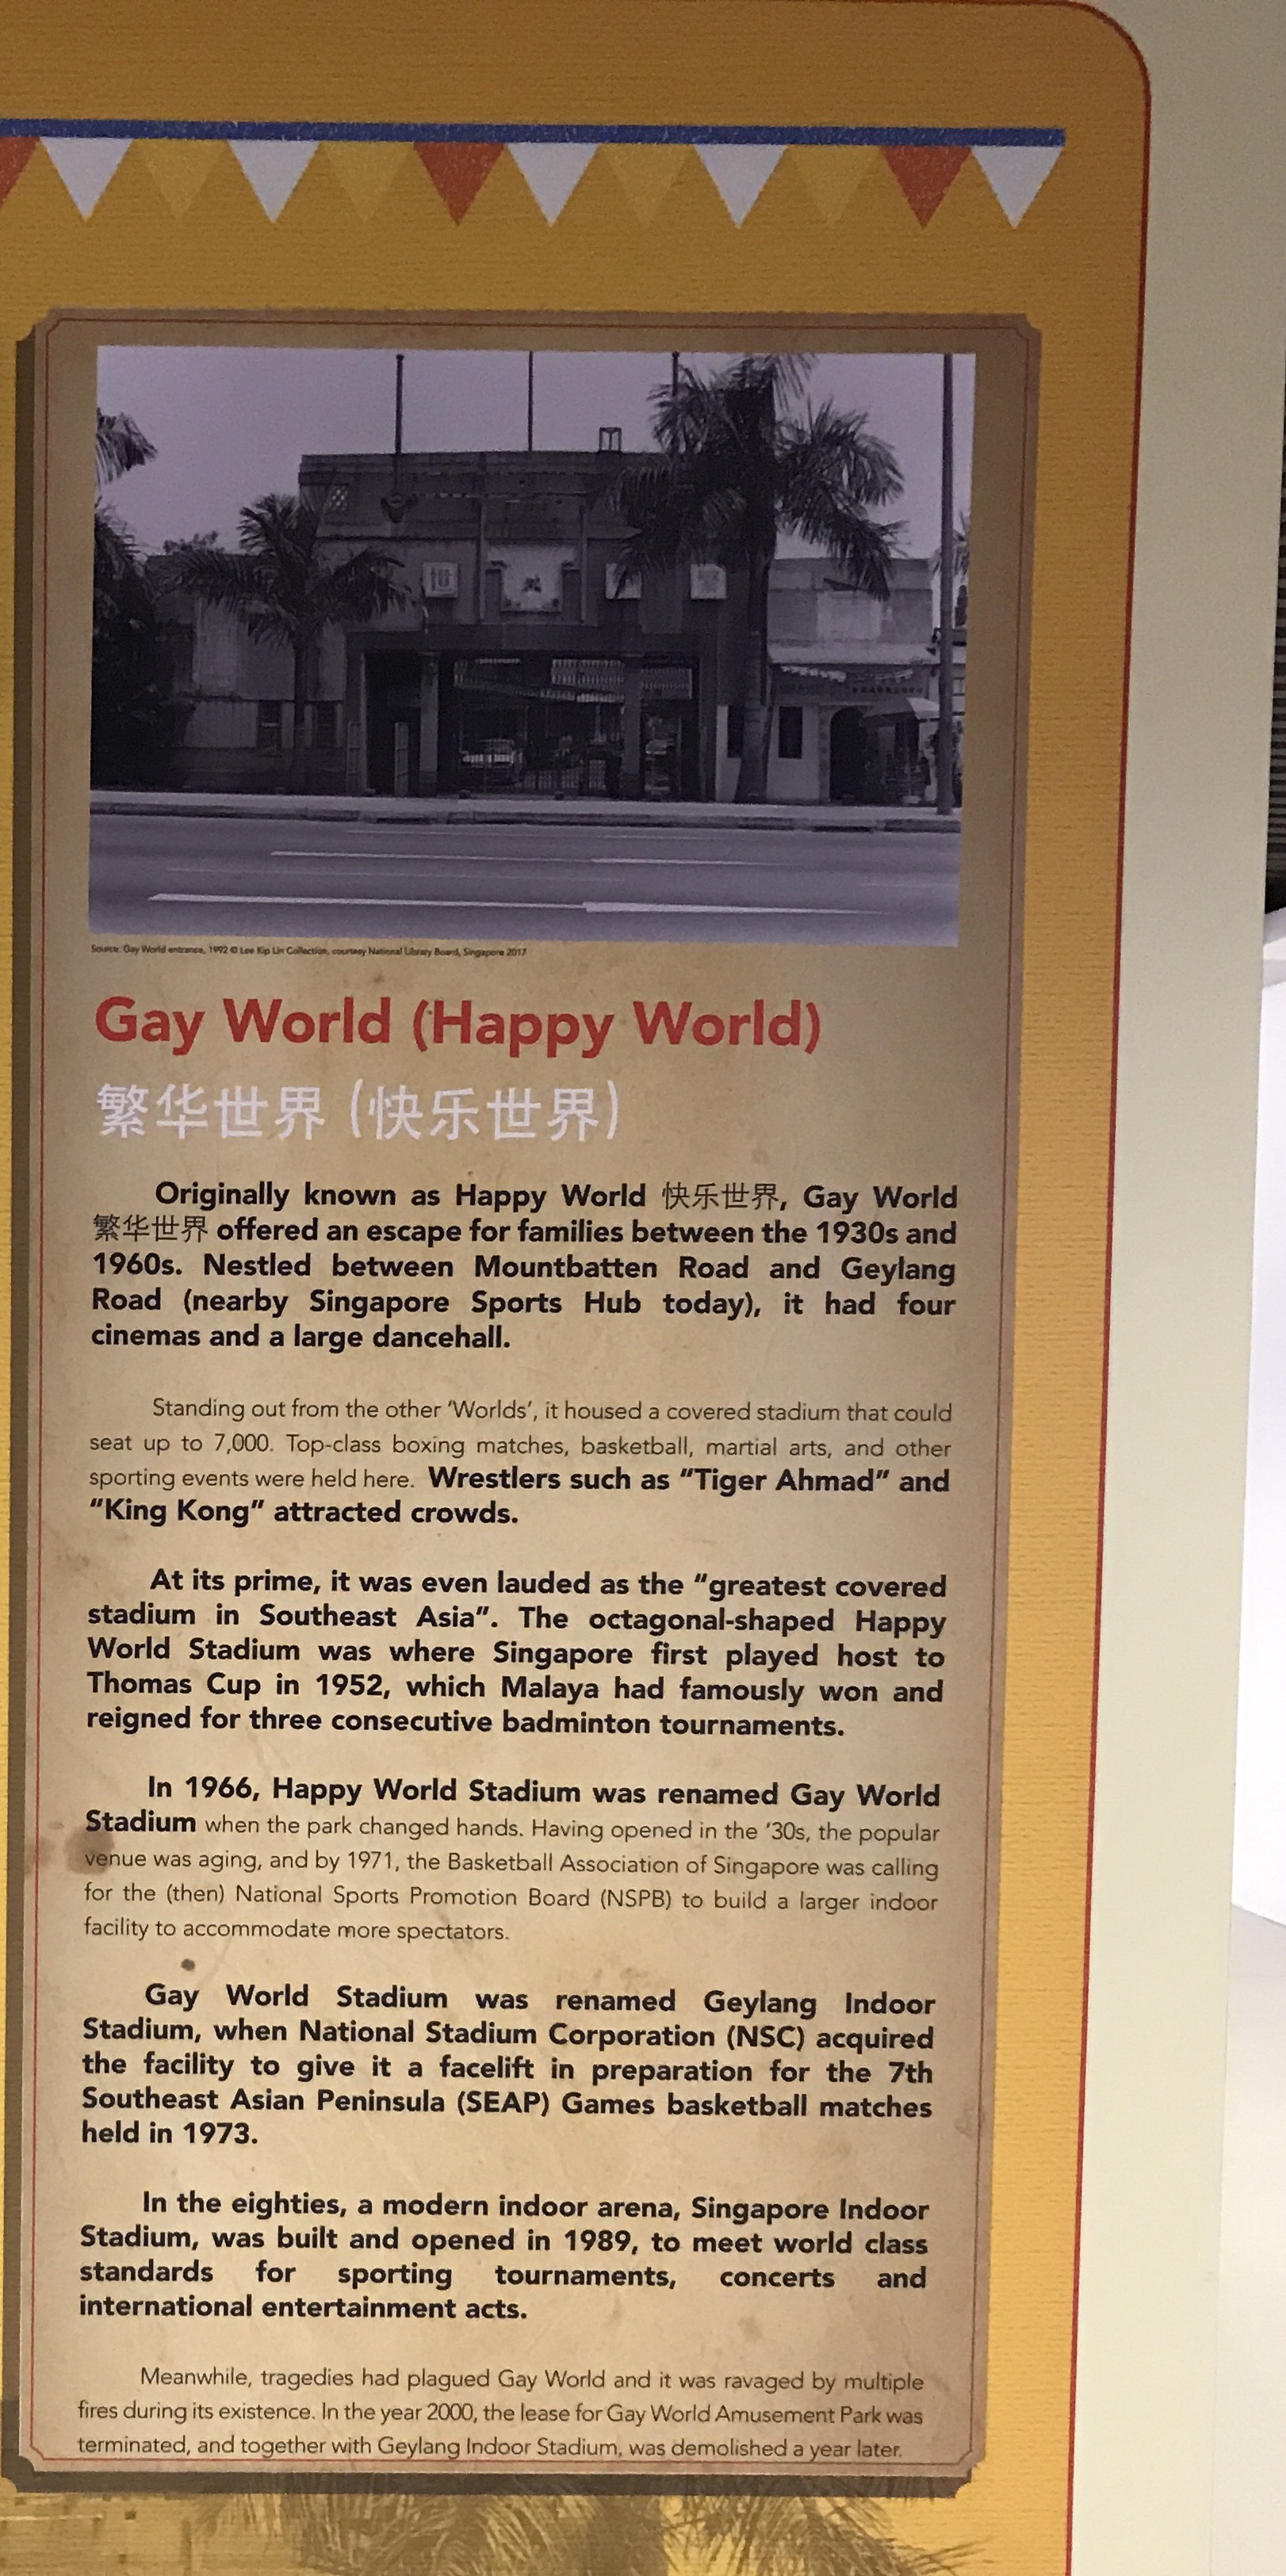 Source: Gay World entrance, 1992 © Lee Kip Lin Collection, courtesy National Library Board, Singapore 2017
Gay World (Happy World)
繁华世界 (快乐世界)
Originally known as Happy World 快乐世界, Gay World
繁华世界 offered an escape for families between the 1930s and
1960s. Nestled between Mountbatten Road and Geylang
Road (nearby Singapore Sports Hub today), it had four
cinemas and a large dancehall.
Standing out from the other ‘Worlds’, it housed a covered stadium that could
seat up to 7,000. Top-class boxing matches, basketball, martial arts, and other
sporting events were held here. Wrestlers such as “Tiger Ahmad” and
“King Kong” attracted crowds.
At its prime, it was even lauded as the “greatest covered
stadium in Southeast Asia”. The octagonal-shaped Happy
World Stadium was where Singapore first played host to
Thomas Cup in 1952, which Malaya had famously won and
reigned for three consecutive badminton tournaments.
In 1966, Happy World Stadium was renamed Gay World
Stadium when the park changed hands. Having opened in the ‘30s, the popular
venue was aging, and by 1971, the Basketball Association of Singapore was calling
for the (then) National Sports Promotion Board (NSPB) to build a larger indoor
facility to accommodate more spectators.
Gay World Stadium was renamed Geylang Indoor
Stadium, when National Stadium Corporation (NSC) acquired
the facility to give it a facelift in preparation for the 7th
Southeast Asian Peninsula (SEAP) Games basketball matches
held in 1973.
In the eighties, a modern indoor arena, Singapore Indoor
Stadium, was built and opened in 1989, to meet world class
standards for sporting tournaments, concerts and
international entertainment acts.
Meanwhile, tragedies had plagued Gay World and it was ravaged by multiple
fires during its existence. In the year 2000, the lease for Gay World Amusement Park was
terminated, and together with Geylang Indoor Stadium, was demolished a year later.